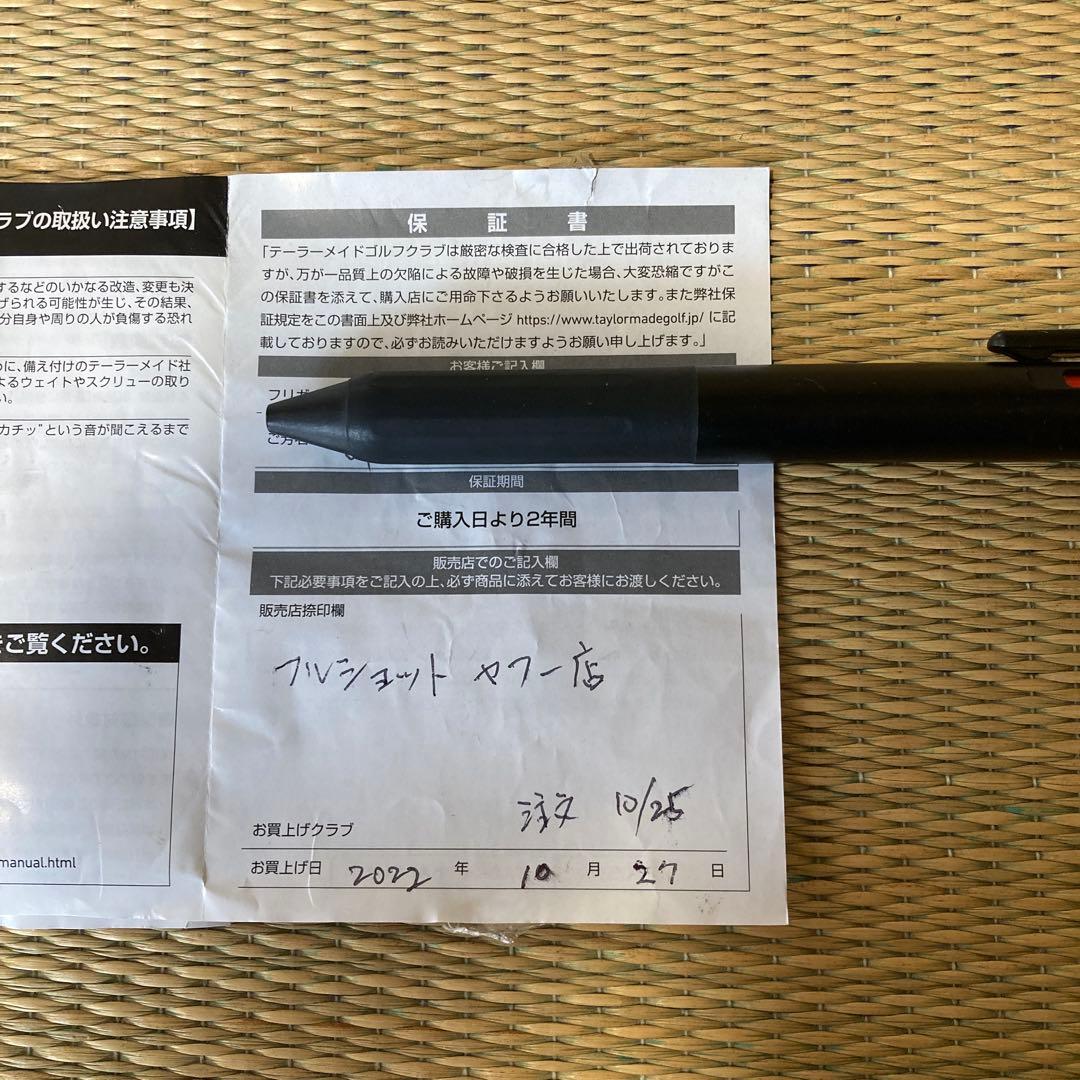 ラブの取扱い注意事項】
するなどのいかなる改造、変更も決
げられる可能性が生じ、その結果、
分自身や周りの人が負傷する恐れ
に、備え付けのテーラーメイド社
よるウェイトやスクリューの取り
い。
カチッ"という音が聞こえるまで
をご覧ください。
manual.html
保証書
「テーラーメイドゴルフクラブは厳密な検査に合格した上で出荷されておりま
すが、万が一品質上の欠陥による故障や破損を生じた場合、大変恐縮ですがこ
の保証書を添えて、購入店にご用命下さるようお願いいたします。また弊社保
証規定をこの書面上及び弊社ホームページ https://www.taylormadegolf.jp/ に記
載しておりますので、必ずお読みいただけますようお願い申し上げます。」
お客様ご記入欄
フリガ
保証期間
ご購入日より2年間
販売店でのご記入欄
下記必要事項をご記入の上、必ず商品に添えてお客様にお渡しください。
販売店捺印欄
フルショット ヤフー店
注文 10/25
お買上げクラブ
お買上げ日 2022 年 10 月 27 日